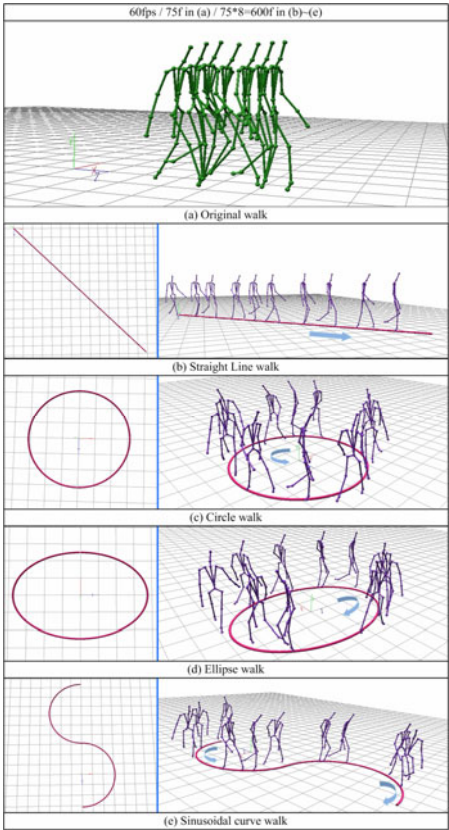 60fps / 75f in (a) / 75*8=600f in (b)~(e)
(a) Original walk
(b) Straight Line walk
(c) Circle walk
(d) Ellipse walk
(e) Sinusoidal curve walk